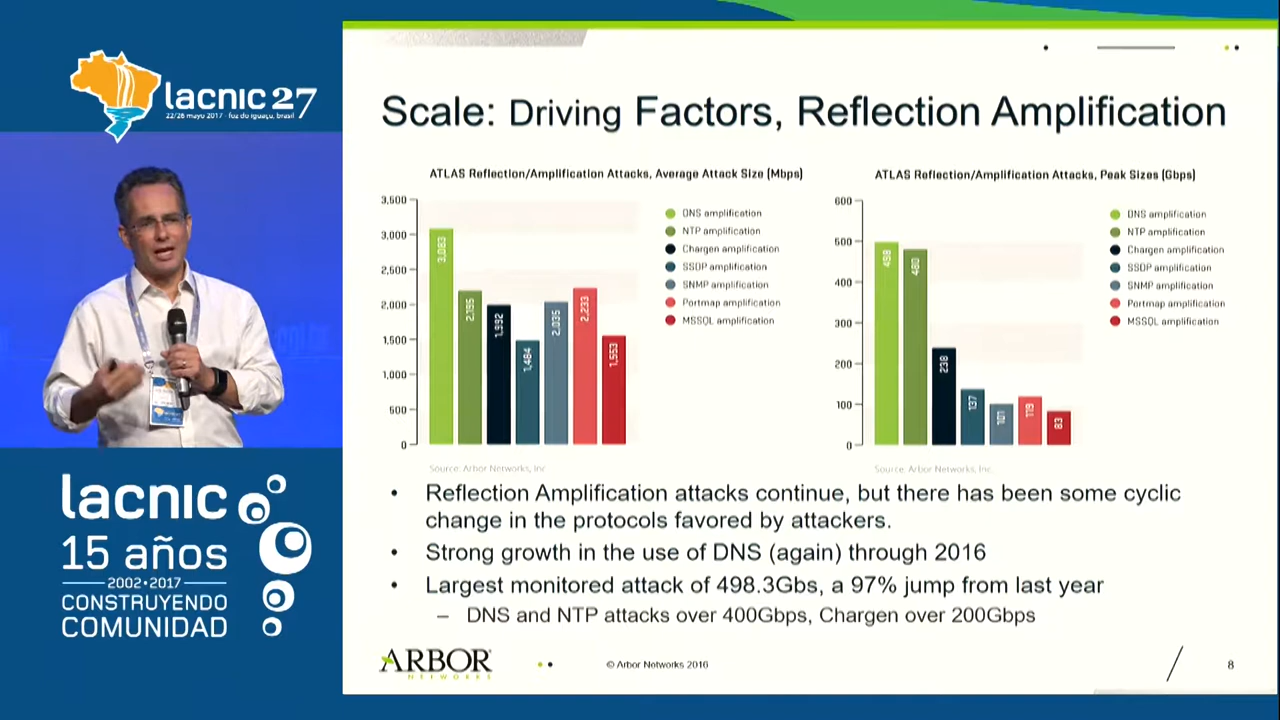 lacnic 27
22/26 mayo 2017 - foz do iguaçu, brasil
lacnic
15 años
2002•2017
CONSTRUYENDO
COMUNIDAD
Scale: Driving Factors, Reflection Amplification
ATLAS Reflection/Amplification Attacks, Average Attack Size (Mbps)
3,500
3,000
2,500
2,000
1,500
1,000
500
0
3,083
2,195
1,992
1,484
2,035
2,233
1,553
DNS amplification
NTP amplification
Chargen amplification
SSDP amplification
SNMP amplification
Portmap amplification
MSSQL amplification
Source: Arbor Networks, Inc
ATLAS Reflection/Amplification Attacks, Peak Sizes (Gbps)
600
500
400
300
200
100
0
498
480
238
137
101
119
83
DNS amplification
NTP amplification
Chargen amplification
SSDP amplification
SNMP amplification
Portmap amplification
MSSQL amplification
Source: Arbor Networks, Inc
• Reflection Amplification attacks continue, but there has been some cyclic
change in the protocols favored by attackers.
• Strong growth in the use of DNS (again) through 2016
• Largest monitored attack of 498.3Gbs, a 97% jump from last year
– DNS and NTP attacks over 400Gbps, Chargen over 200Gbps
ARBOR
NETWORKS
© Arbor Networks 2016
8